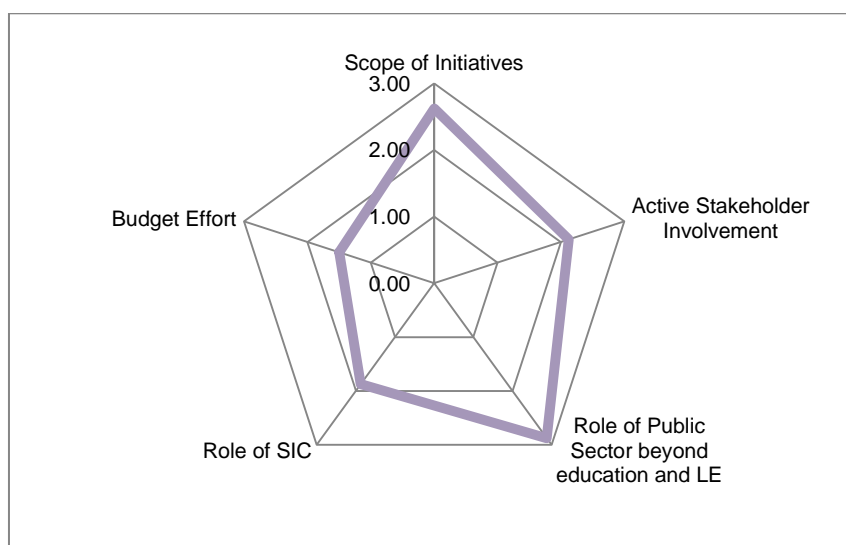 Scope of Initiatives
3.00
2.00
1.00
0.00
Active Stakeholder
Involvement
Role of Public
Sector beyond
education and LE
Role of SIC
Budget Effort